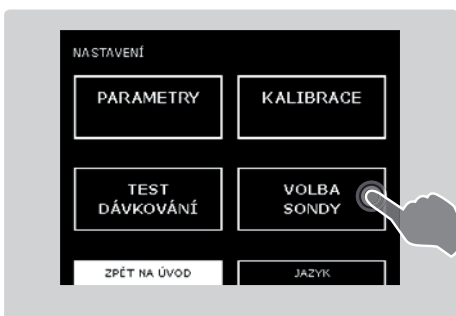 NASTAVENÍ
PARAMETRY
KALIBRACE
TEST
DÁVKOVÁNÍ
VOLBA
SONDY
ZPĚT NA ÚVOD
JAZYK